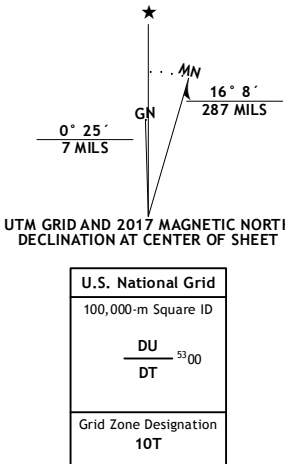 ★
MN
GN
16° 8´
287 MILS
0° 25´
7 MILS
UTM GRID AND 2017 MAGNETIC NORTH
DECLINATION AT CENTER OF SHEET
U.S. National Grid
100,000-m Square ID
DU
5300
DT
Grid Zone Designation
10T